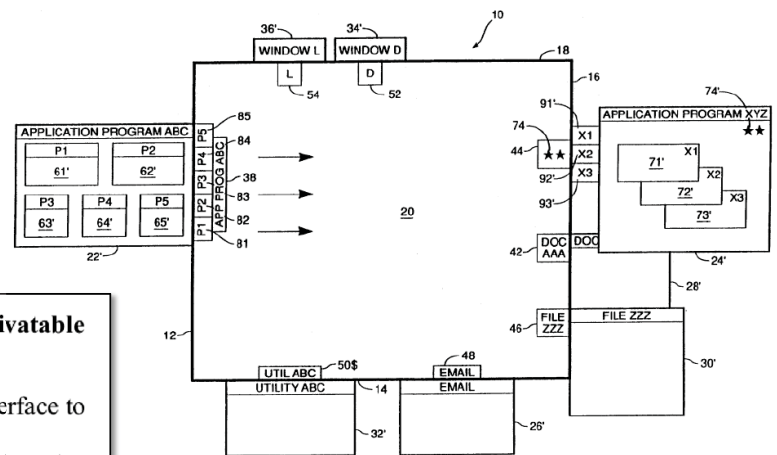 10
36'
34'
WINDOW L
WINDOW D
18
L
D
16
54
52
91'
74'
85
APPLICATION PROGRAM ABC
APPLICATION PROGRAM XYZ
84
74
P1
P2
P5
P4
P3
P2
P1
APP PROG ABC
44
X1
X2
X3
X1
71'
X2
72'
X3
73'
61'
62'
38
83
92'
P3
P4
P5
20
93'
63'
64'
65'
82
81
22'
42
DOC
AAA
DOC
24'
28'
ivatable
12
46
FILE
ZZZ
FILE ZZZ
30'
erface to
UTIL ABC
50$
48
EMAIL
UTILITY ABC
14
EMAIL
32'
26'